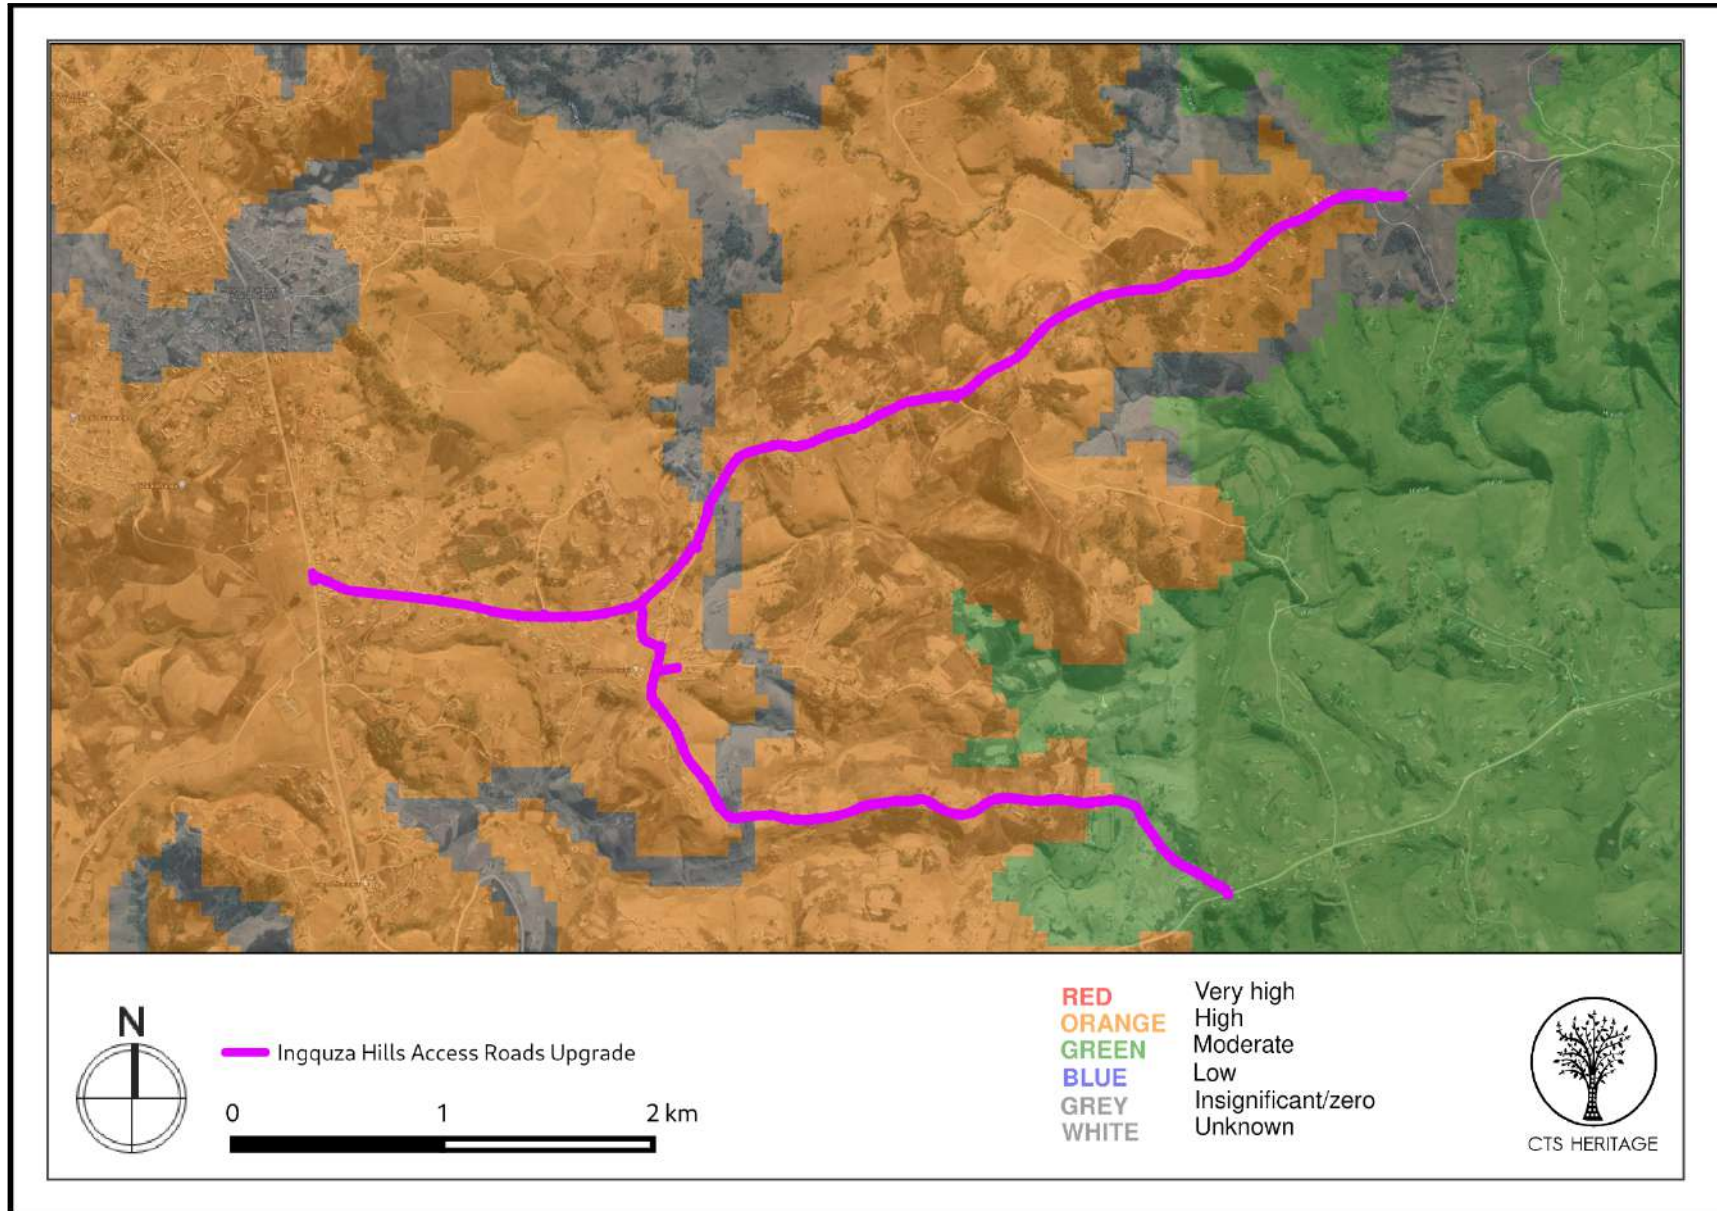 N
Ingquza Hills Access Roads Upgrade
0 1 2 km
RED Very high
ORANGE High
GREEN Moderate
BLUE Low
GREY Insignificant/zero
WHITE Unknown
CTS HERITAGE